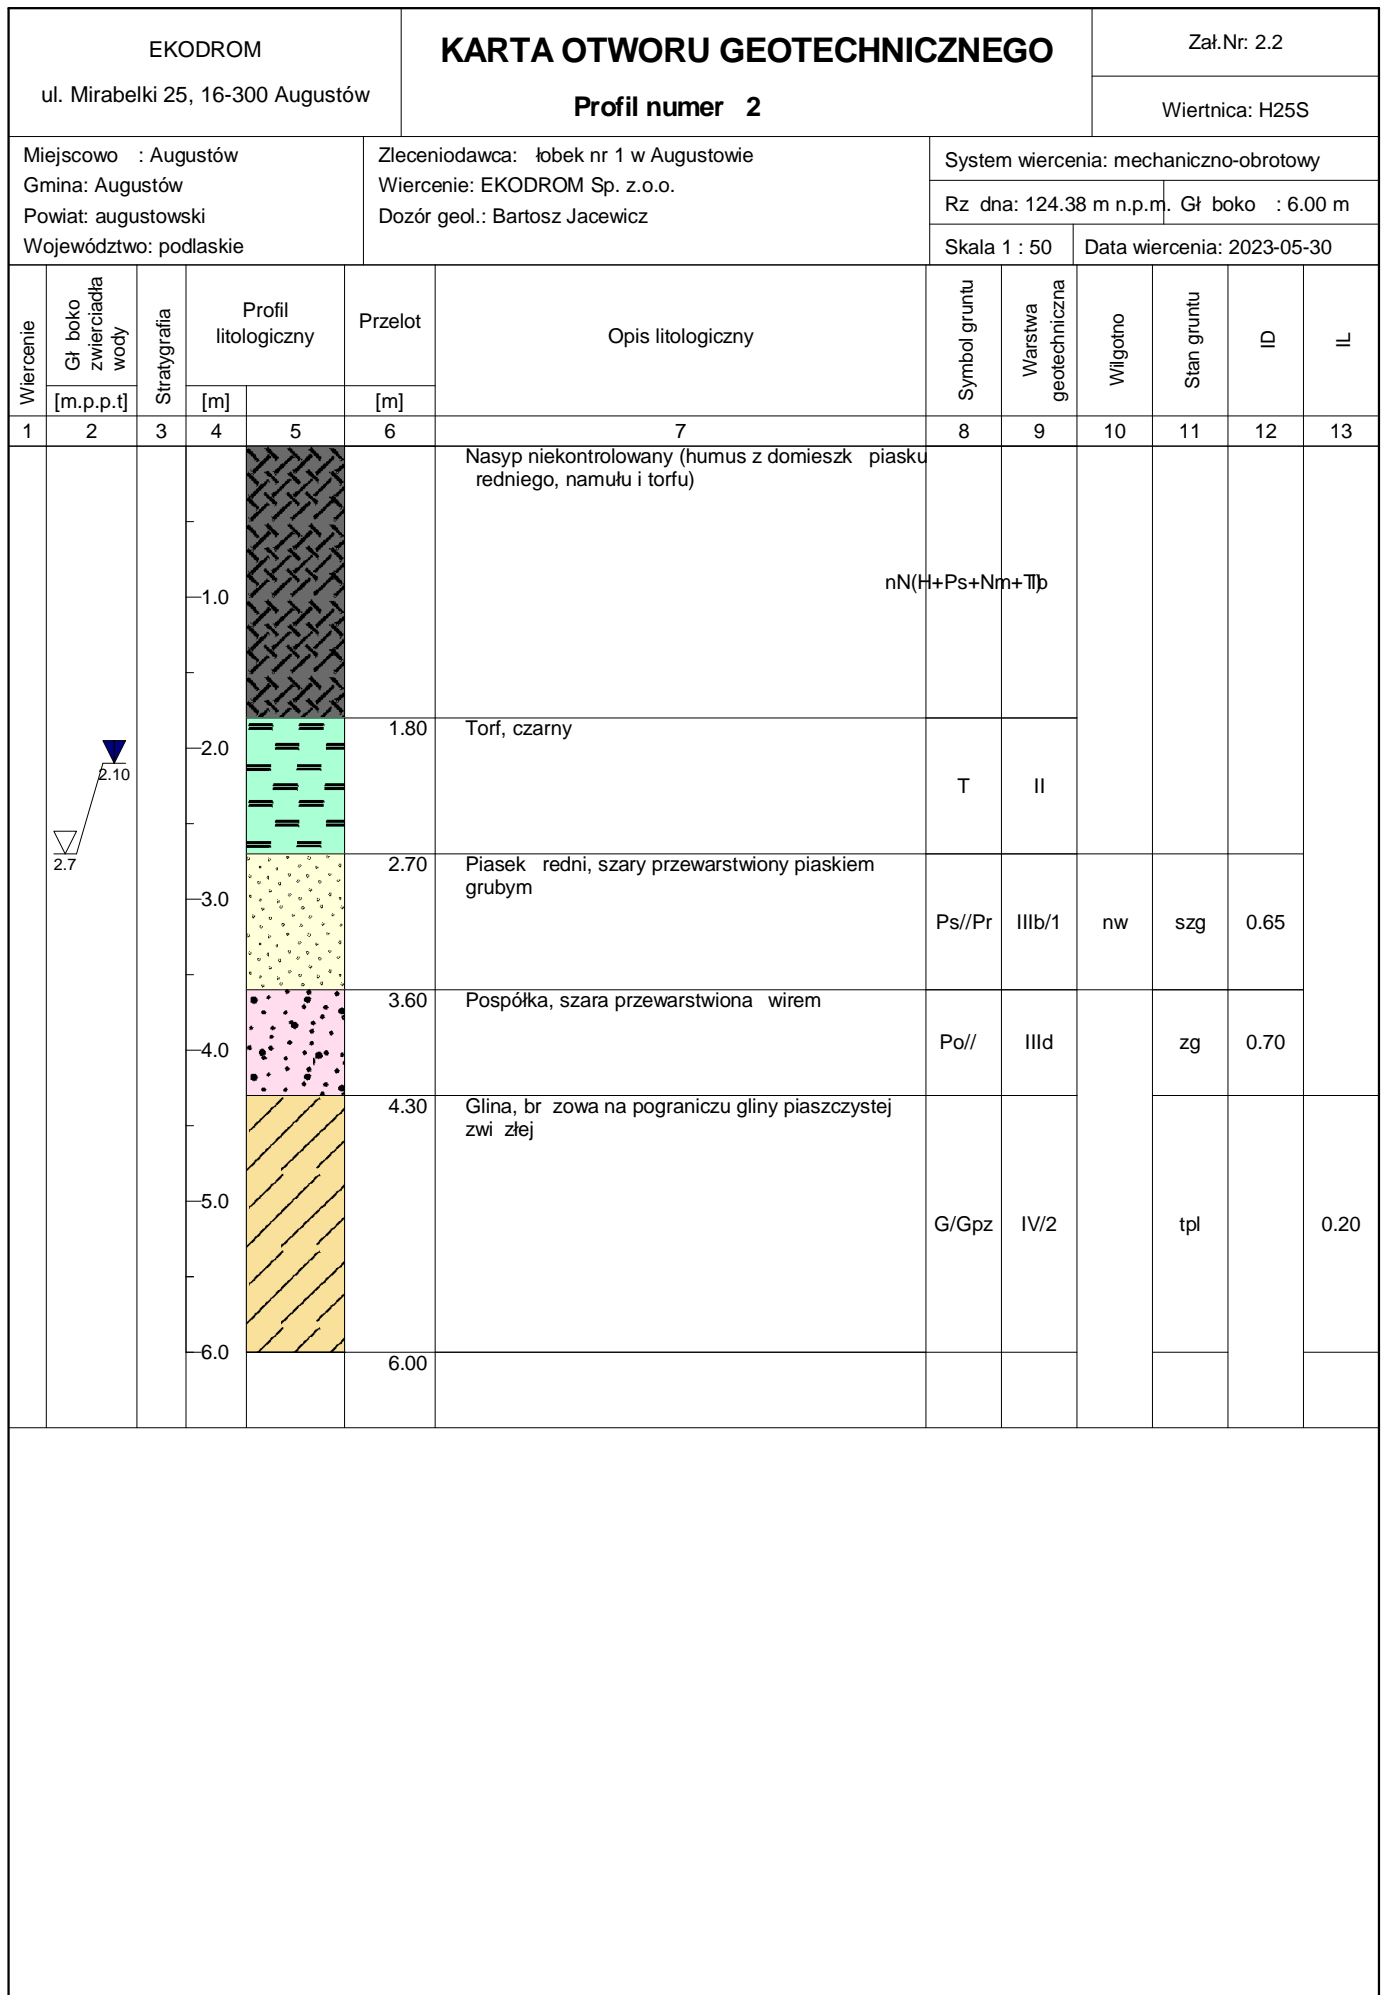 EKODROM
ul. Mirabelki 25, 16-300 Augustów
KARTA OTWORU GEOTECHNICZNEGO
Profil numer 2
Zał.Nr: 2.2
Wiertnica: H25S
Miejscowo : Augustów
Gmina: Augustów
Powiat: augustowski
Województwo: podlaskie
Zleceniodawca: łobek nr 1 w Augustowie
Wiercenie: EKODROM Sp. z.o.o.
Dozór geol.: Bartosz Jacewicz
System wiercenia: mechaniczno-obrotowy
Rz dna: 124.38 m n.p.m. Gł boko : 6.00 m
Skala 1 : 50 Data wiercenia: 2023-05-30
Wiercenie
Gł boko
zwierciadła
wody
[m.p.p.t]
Stratygrafia
Profil
litologiczny
[m]
Przelot
[m]
Opis litologiczny
Symbol gruntu
Warstwa
geotechniczna
Wilgotno
Stan gruntu
ID
IL
1 2 3 4 5 6 7 8 9 10 11 12 13
Nasyp niekontrolowany (humus z domieszk piasku
redniego, namułu i torfu)
nN(H+Ps+Nm+T) Ib
1.0
1.80 Torf, czarny
2.0
2.10
T II
2.7
2.70 Piasek redni, szary przewarstwiony piaskiem
grubym
3.0
Ps//Pr IIIb/1 nw szg 0.65
3.60 Pospółka, szara przewarstwiona wirem
4.0
Po// IIId zg 0.70
4.30 Glina, br zowa na pograniczu gliny piaszczystej
zwi złej
5.0
G/Gpz IV/2 tpl 0.20
6.0
6.00